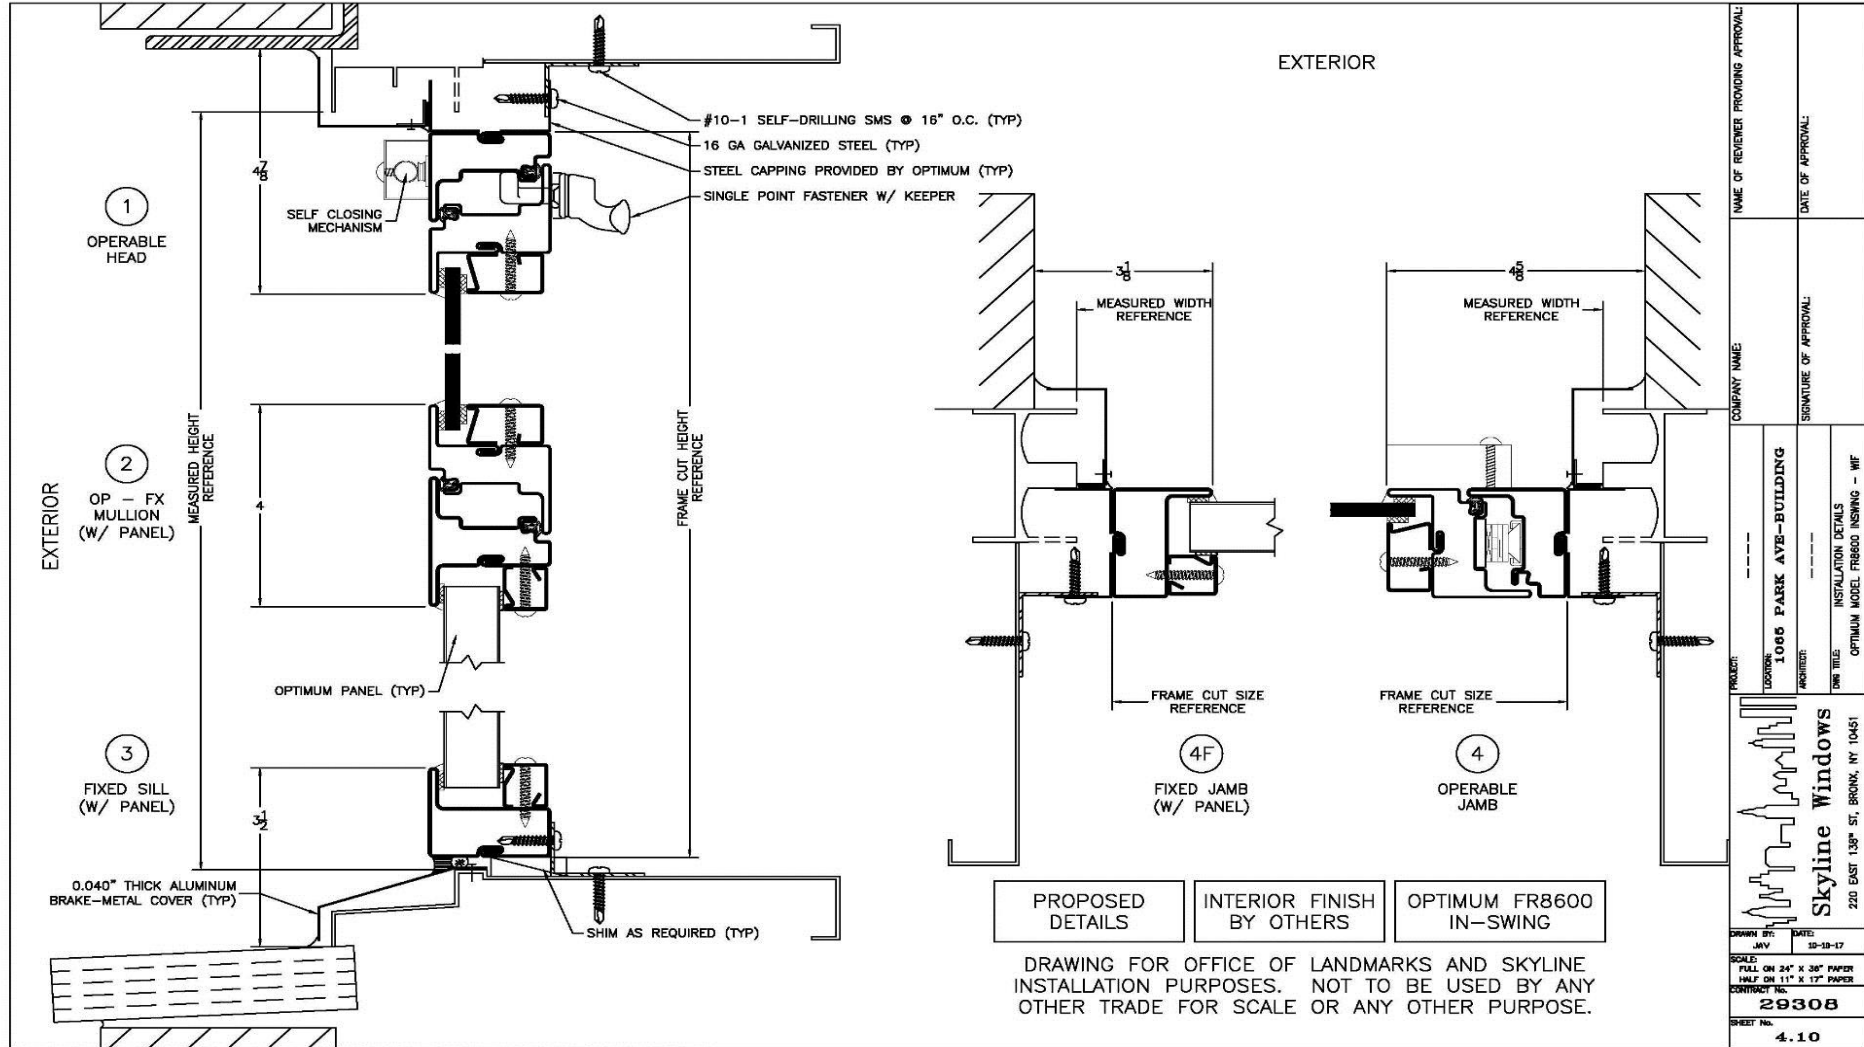 EXTERIOR
#10-1 SELF-DRILLING SMS @ 16" O.C. (TYP)
16 GA GALVANIZED STEEL (TYP)
STEEL CAPPING PROVIDED BY OPTIMUM (TYP)
SINGLE POINT FASTENER W/ KEEPER
4 7/8
SELF CLOSING
MECHANISM
1
OPERABLE
HEAD
3 1/8
4 5/8
MEASURED WIDTH
REFERENCE
MEASURED WIDTH
REFERENCE
EXTERIOR
2
OP - FX
MULLION
(W/ PANEL)
MEASURED HEIGHT
REFERENCE
4
FRAME CUT HEIGHT
REFERENCE
OPTIMUM PANEL (TYP)
FRAME CUT SIZE
REFERENCE
FRAME CUT SIZE
REFERENCE
3
FIXED SILL
(W/ PANEL)
3 1/2
4F
FIXED JAMB
(W/ PANEL)
4
OPERABLE
JAMB
0.040" THICK ALUMINUM
BRAKE-METAL COVER (TYP)
SHIM AS REQUIRED (TYP)
PROPOSED
DETAILS
INTERIOR FINISH
BY OTHERS
OPTIMUM FR8600
IN-SWING
DRAWING FOR OFFICE OF LANDMARKS AND SKYLINE
INSTALLATION PURPOSES. NOT TO BE USED BY ANY
OTHER TRADE FOR SCALE OR ANY OTHER PURPOSE.
NAME OF REVIEWER PROVIDING APPROVAL:
DATE OF APPROVAL:
COMPANY NAME:
SIGNATURE OF APPROVAL:
PROJECT:
-----
LOCATION:
1065 PARK AVE-BUILDING
ARCHITECT:
-----
DWG TITLE:
INSTALLATION DETAILS
OPTIMUM MODEL FR8600 INSWING - WIF
Skyline Windows
220 EAST 138TH ST, BRONX, NY 10451
DRAWN BY:
JAV
DATE:
10-18-17
SCALE:
FULL ON 24" X 36" PAPER
HALF ON 11" X 17" PAPER
CONTRACT No.
29308
SHEET No.
4.10